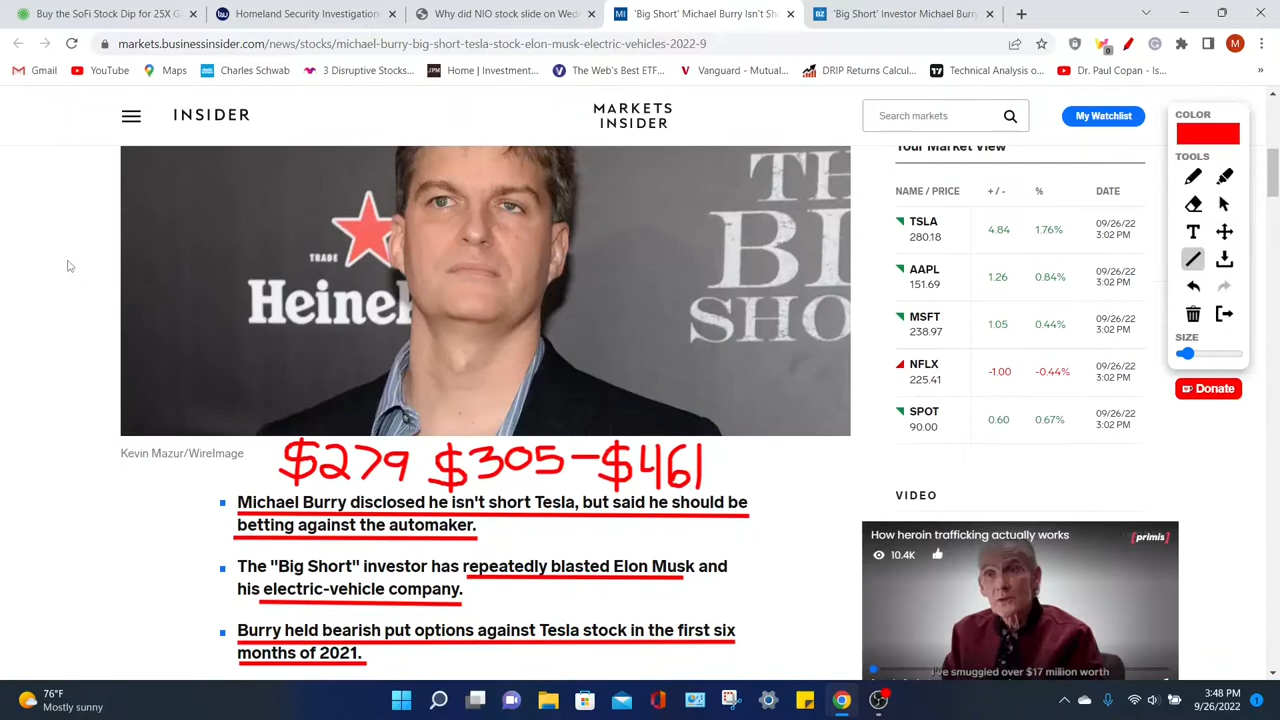 Buy the SoFi Stock Dip for 25X G
Homeland Security Investigation
Why did NIO stock slide on Wed
'Big Short' Michael Burry Isn't Sh
'Big Short' Investor Michael Bur
markets.businessinsider.com/news/stocks/michael-burry-big-short-tesla-stock-elon-musk-electric-vehicles-2022-9
Gmail
YouTube
Maps
Charles Schwab
3 Disruptive Stocks...
Home | Investment...
The Web's Best ETF...
Vanguard - Mutual...
DRIP Returns Calcul...
Technical Analysis o...
Dr. Paul Copan - Is...
INSIDER
MARKETS
INSIDER
Search markets
My Watchlist
TRADE
Heinek
TH
BI
SHO
Kevin Mazur/WireImage
$279 $305-$461
Michael Burry disclosed he isn't short Tesla, but said he should be
betting against the automaker.
The "Big Short" investor has repeatedly blasted Elon Musk and
his electric-vehicle company.
Burry held bearish put options against Tesla stock in the first six
months of 2021.
Your Market View
NAME / PRICE + / - % DATE
TSLA
280.18
4.84 1.76%
09/26/22
3:02 PM
AAPL
151.69
1.26 0.84%
09/26/22
3:02 PM
MSFT
238.97
1.05 0.44%
09/26/22
3:02 PM
NFLX
225.41
-1.00 -0.44%
09/26/22
3:02 PM
SPOT
90.00
0.60 0.67%
09/26/22
3:02 PM
VIDEO
How heroin trafficking actually works
[primis]
10.4K
I've smuggled over $17 million worth
COLOR
TOOLS
SIZE
Donate
76°F
Mostly sunny
3:48 PM
9/26/2022